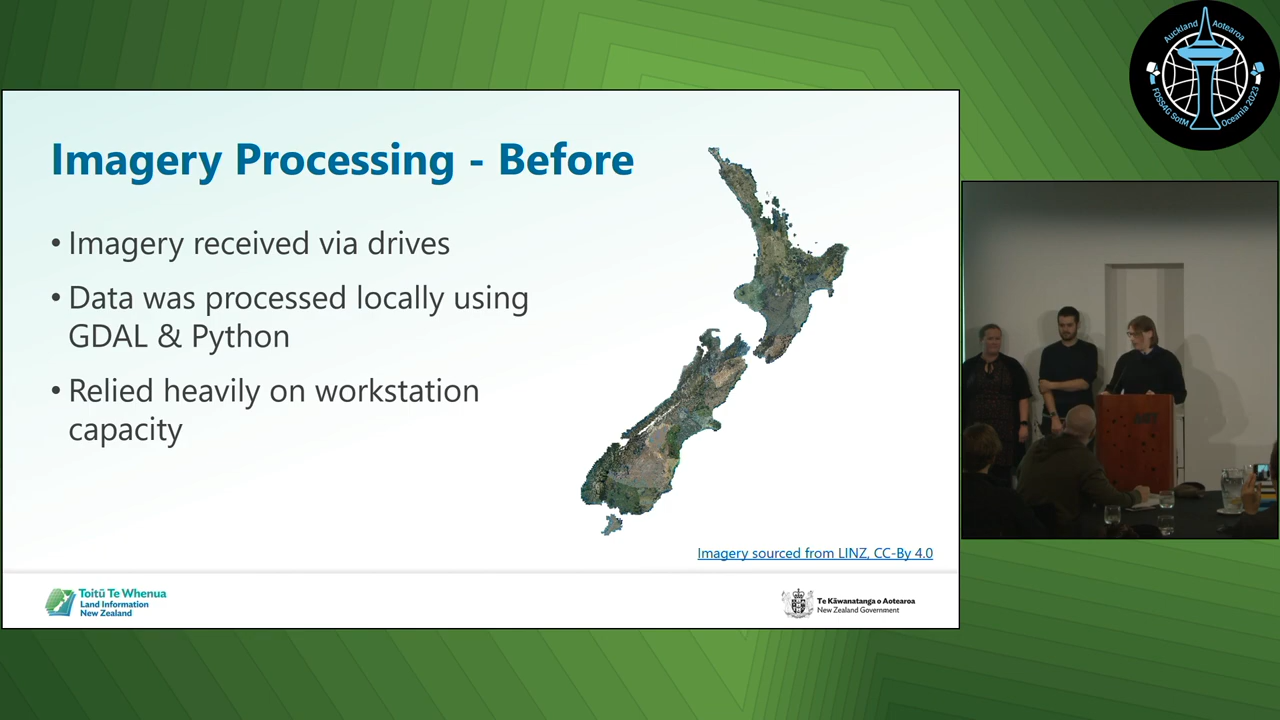 Auckland Aotearoa
FOSS4G SotM Oceania 2023
Imagery Processing - Before
• Imagery received via drives
• Data was processed locally using
GDAL & Python
• Relied heavily on workstation
capacity
Imagery sourced from LINZ, CC-By 4.0
Toitū Te Whenua
Land Information
New Zealand
Te Kāwanatanga o Aotearoa
New Zealand Government
AUT